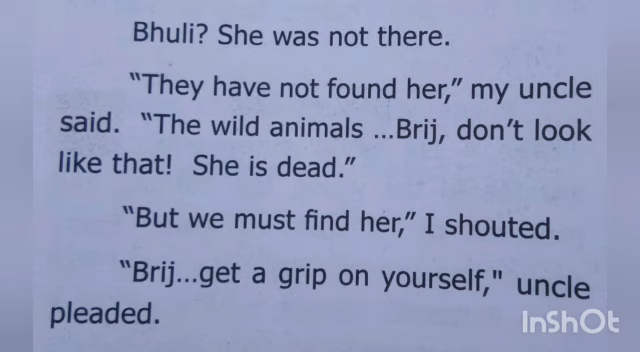 Bhuli? She was not there.
"They have not found her," my uncle
said. "The wild animals ...Brij, don't look
like that! She is dead."
"But we must find her," I shouted.
"Brij...get a grip on yourself," uncle
pleaded.
InShOt